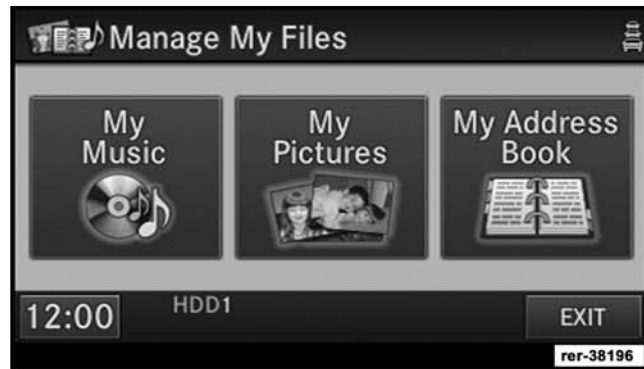 Manage My Files
My
Music
My
Pictures
My Address
Book
12:00
HDD1
EXIT
rer-38196